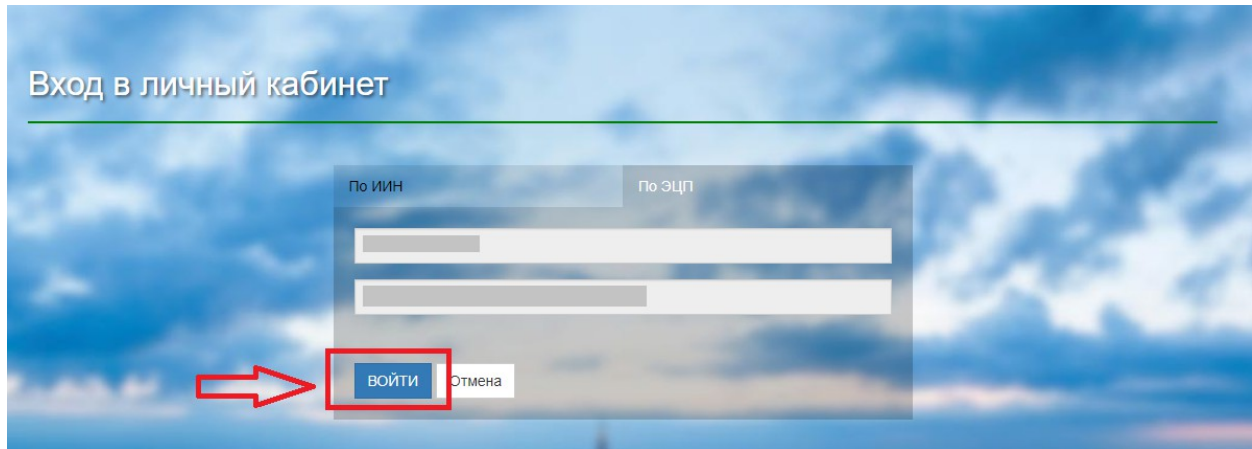 Вход в личный кабинет
По ИИН По ЭЦП
ВОЙТИ Отмена